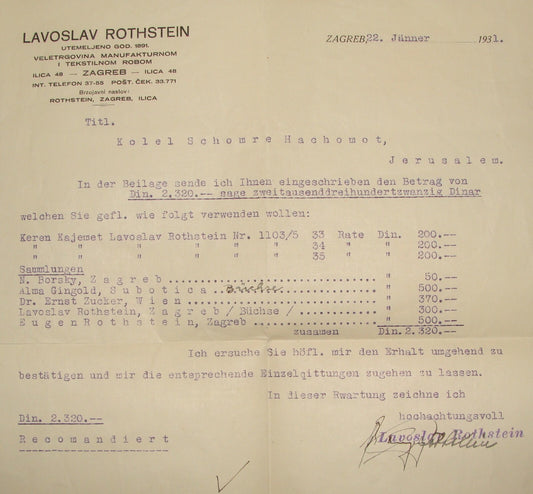 LAVOSLAV ROTHSTEIN
UTEMELJENO GOD. 1891.
VELETRGOVINA MANUFAKTURNOM
I TEKSTILNOM ROBOM
ILICA 48 — ZAGREB — ILICA 48
INT. TELEFON 37-55 POŠT. ČEK. 33.771
Brzojavni naslov:
ROTHSTEIN, ZAGREB, ILICA
ZAGREB, 22. Jänner 1931.
Titl.
Kolel Schomre Hachomot,
Jerusalem.
In der Beilage sende ich Ihnen eingeschrieben den Betrag von
Din. 2.320.-- sage zweitausenddreihundertzwanzig Dinar
welchen Sie gefl. wie folgt verwenden wollen:
Keren Kajemet Lavoslav Rothstein Nr. 1103/5 33 Rate Din. 200.--
" " " " " " 34 " " 200.--
" " " " " " 35 " " 200.--
Sammlungen
N. Borsky, Zagreb ........................ " 50.--
Alma Gingold, Subotica .. Büchse ............ " 500.--
Dr. Ernst Zucker, Wien ..................... " 370.--
Lavoslav Rothstein, Zagreb / Büchse / .......... " 300.--
Eugen Rothstein, Zagreb .................. " 500.--
zusamen Din. 2.320.--
Ich ersuche Sie höfl. mir den Erhalt umgehend zu
bestätigen und mir die entsprechende Einzelqittungen zugehen zu lassen.
In dieser Rwartung zeichne ich
hochachtungsvoll
Din. 2.320.--
Lavoslav Rothstein
Recomandiert